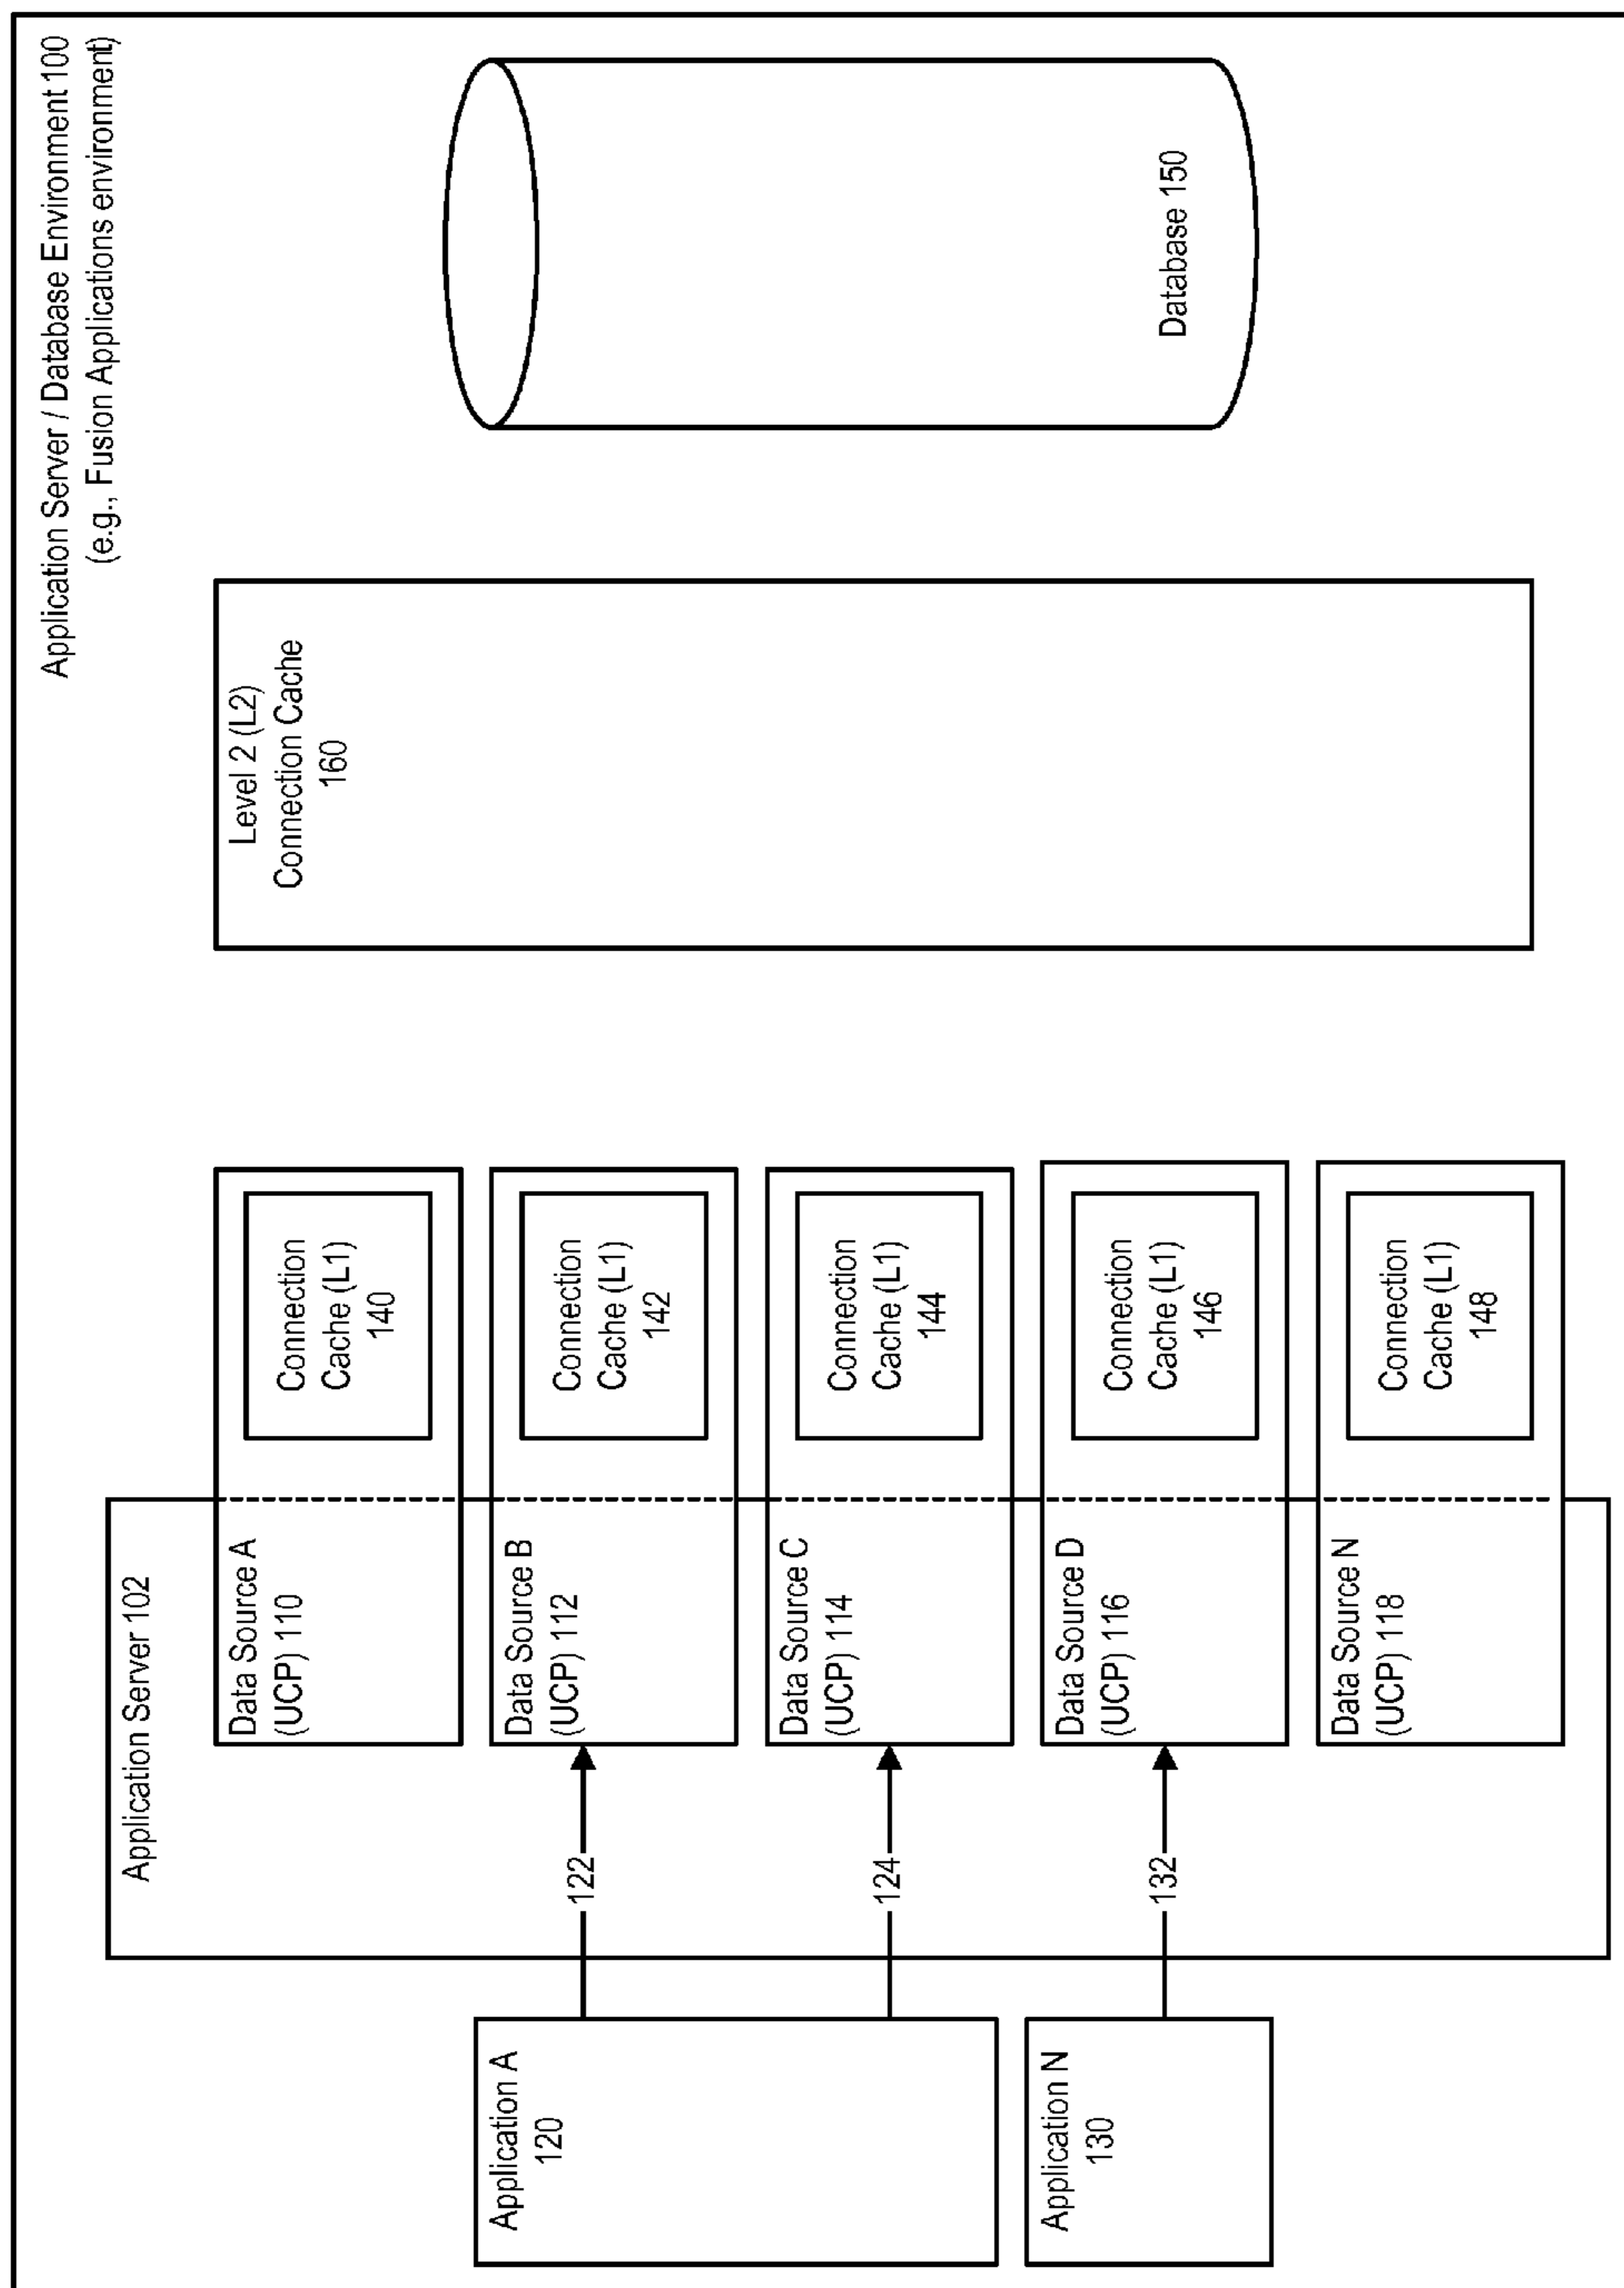 Application Server / Database Environment 100
(e.g., Fusion Applications environment)
Application Server 102
Application A
120
Application N
130
122
124
132
Data Source A
(UCP) 110
Connection
Cache (L1)
140
Data Source B
(UCP) 112
Connection
Cache (L1)
142
Data Source C
(UCP) 114
Connection
Cache (L1)
144
Data Source D
(UCP) 116
Connection
Cache (L1)
146
Data Source N
(UCP) 118
Connection
Cache (L1)
148
Level 2 (L2)
Connection Cache
160
Database 150